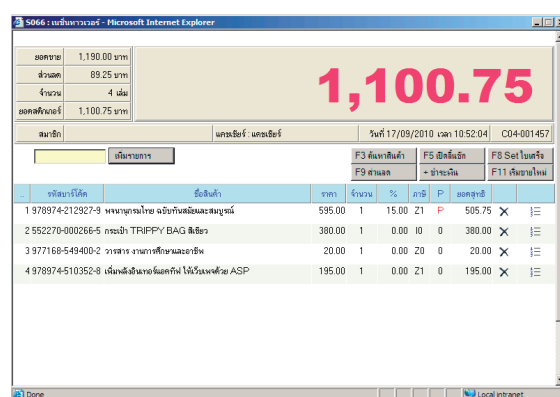 S066 : เนชั่นทาวเวอร์ - Microsoft Internet Explorer
ยอดขาย 1,190.00 บาท
ส่วนลด 89.25 บาท
จำนวน 4 เล่ม
ยอดสติกเกอร์ 1,100.75 บาท
1,100.75
สมาชิก แคชเชียร์ : แคชเชียร์ วันที่ 17/09/2010 เวลา 10:52:04 C04-001457
เพิ่มรายการ F3 ค้นหาสินค้า F5 เปิดลิ้นชัก F8 Set ใบเสร็จ
F9 ส่วนลด + ชำระเงิน F11 เริ่มขายใหม่
... รหัสบาร์โค้ด ชื่อสินค้า ราคา จำนวน % ภาษี P ยอดสุทธิ
1 978974-212927-9 พจนานุกรมไทย ฉบับทันสมัยและสมบูรณ์ 595.00 1 15.00 Z1 P 505.75
2 552270-000266-5 กระเป๋า TRIPPY BAG สีเขียว 380.00 1 0.00 I0 0 380.00
3 977168-549400-2 วารสาร งานการศึกษาและอาชีพ 20.00 1 0.00 Z0 0 20.00
4 978974-510352-8 เพิ่มพลังอินเทอร์แอคทีฟ ให้เว็บเพจด้วย ASP 195.00 1 0.00 Z1 0 195.00
Done Local intranet